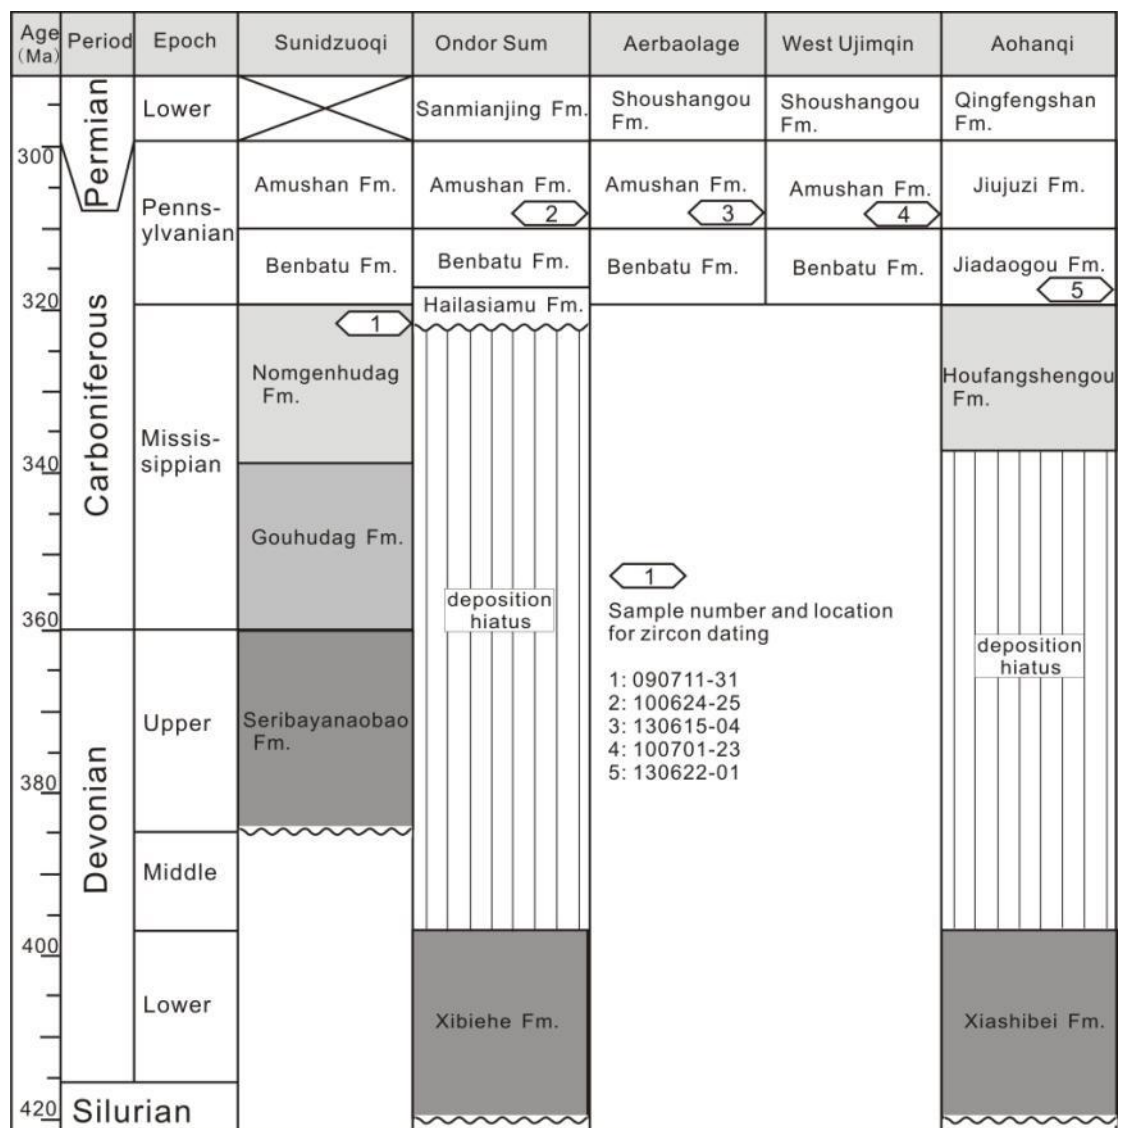 Age
(Ma)
Period
Epoch
Sunidzuoqi
Ondor Sum
Aerbaolage
West Ujimqin
Aohanqi
Permian
Lower
Sanmianjing Fm.
Shoushangou
Fm.
Shoushangou
Fm.
Qingfengshan
Fm.
300
Penns-
ylvanian
Amushan Fm.
Amushan Fm.
2
Amushan Fm.
3
Amushan Fm.
4
Jiujuzi Fm.
Benbatu Fm.
Benbatu Fm.
Benbatu Fm.
Benbatu Fm.
Jiadaogou Fm.
5
320
Carboniferous
Hailasiamu Fm.
1
Nomgenhudag
Fm.
Houfangshengou
Fm.
Missis-
sippian
340
Gouhudag Fm.
deposition
hiatus
1
Sample number and location
for zircon dating
1: 090711-31
2: 100624-25
3: 130615-04
4: 100701-23
5: 130622-01
deposition
hiatus
360
Devonian
Upper
Seribayanaobao
Fm.
380
Middle
400
Lower
Xibiehe Fm.
Xiashibei Fm.
420
Silurian